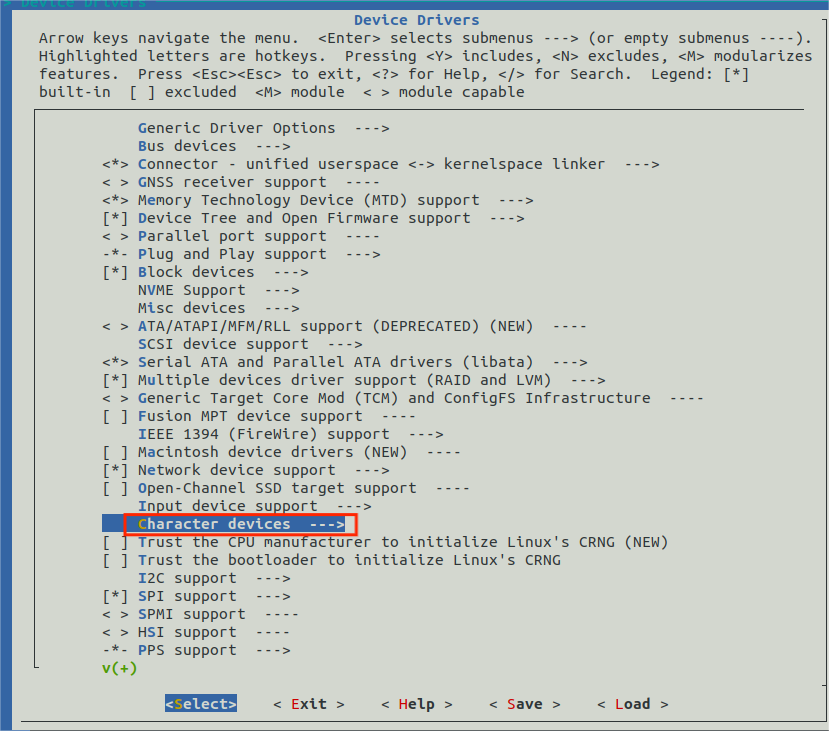 > Device Drivers
Device Drivers
Arrow keys navigate the menu.  <Enter> selects submenus ---> (or empty submenus ----).
Highlighted letters are hotkeys.  Pressing <Y> includes, <N> excludes, <M> modularizes
features.  Press <Esc><Esc> to exit, <?> for Help, </> for Search.  Legend: [*]
built-in  [ ] excluded  <M> module  < > module capable
Generic Driver Options  --->
Bus devices  --->
<*> Connector - unified userspace <-> kernelspace linker  --->
< > GNSS receiver support  ----
<*> Memory Technology Device (MTD) support  --->
[*] Device Tree and Open Firmware support  --->
< > Parallel port support  ----
-*- Plug and Play support  --->
[*] Block devices  --->
NVME Support  --->
Misc devices  --->
< > ATA/ATAPI/MFM/RLL support (DEPRECATED) (NEW)  ----
SCSI device support  --->
<*> Serial ATA and Parallel ATA drivers (libata)  --->
[*] Multiple devices driver support (RAID and LVM)  --->
< > Generic Target Core Mod (TCM) and ConfigFS Infrastructure  ----
[ ] Fusion MPT device support  ----
IEEE 1394 (FireWire) support  --->
[ ] Macintosh device drivers (NEW)  ----
[*] Network device support  --->
[ ] Open-Channel SSD target support  ----
Input device support  --->
Character devices  --->
[ ] Trust the CPU manufacturer to initialize Linux's CRNG (NEW)
[ ] Trust the bootloader to initialize Linux's CRNG
I2C support  --->
[*] SPI support  --->
< > SPMI support  ----
< > HSI support  ----
-*- PPS support  --->
v(+)
<Select>    < Exit >    < Help >    < Save >    < Load >